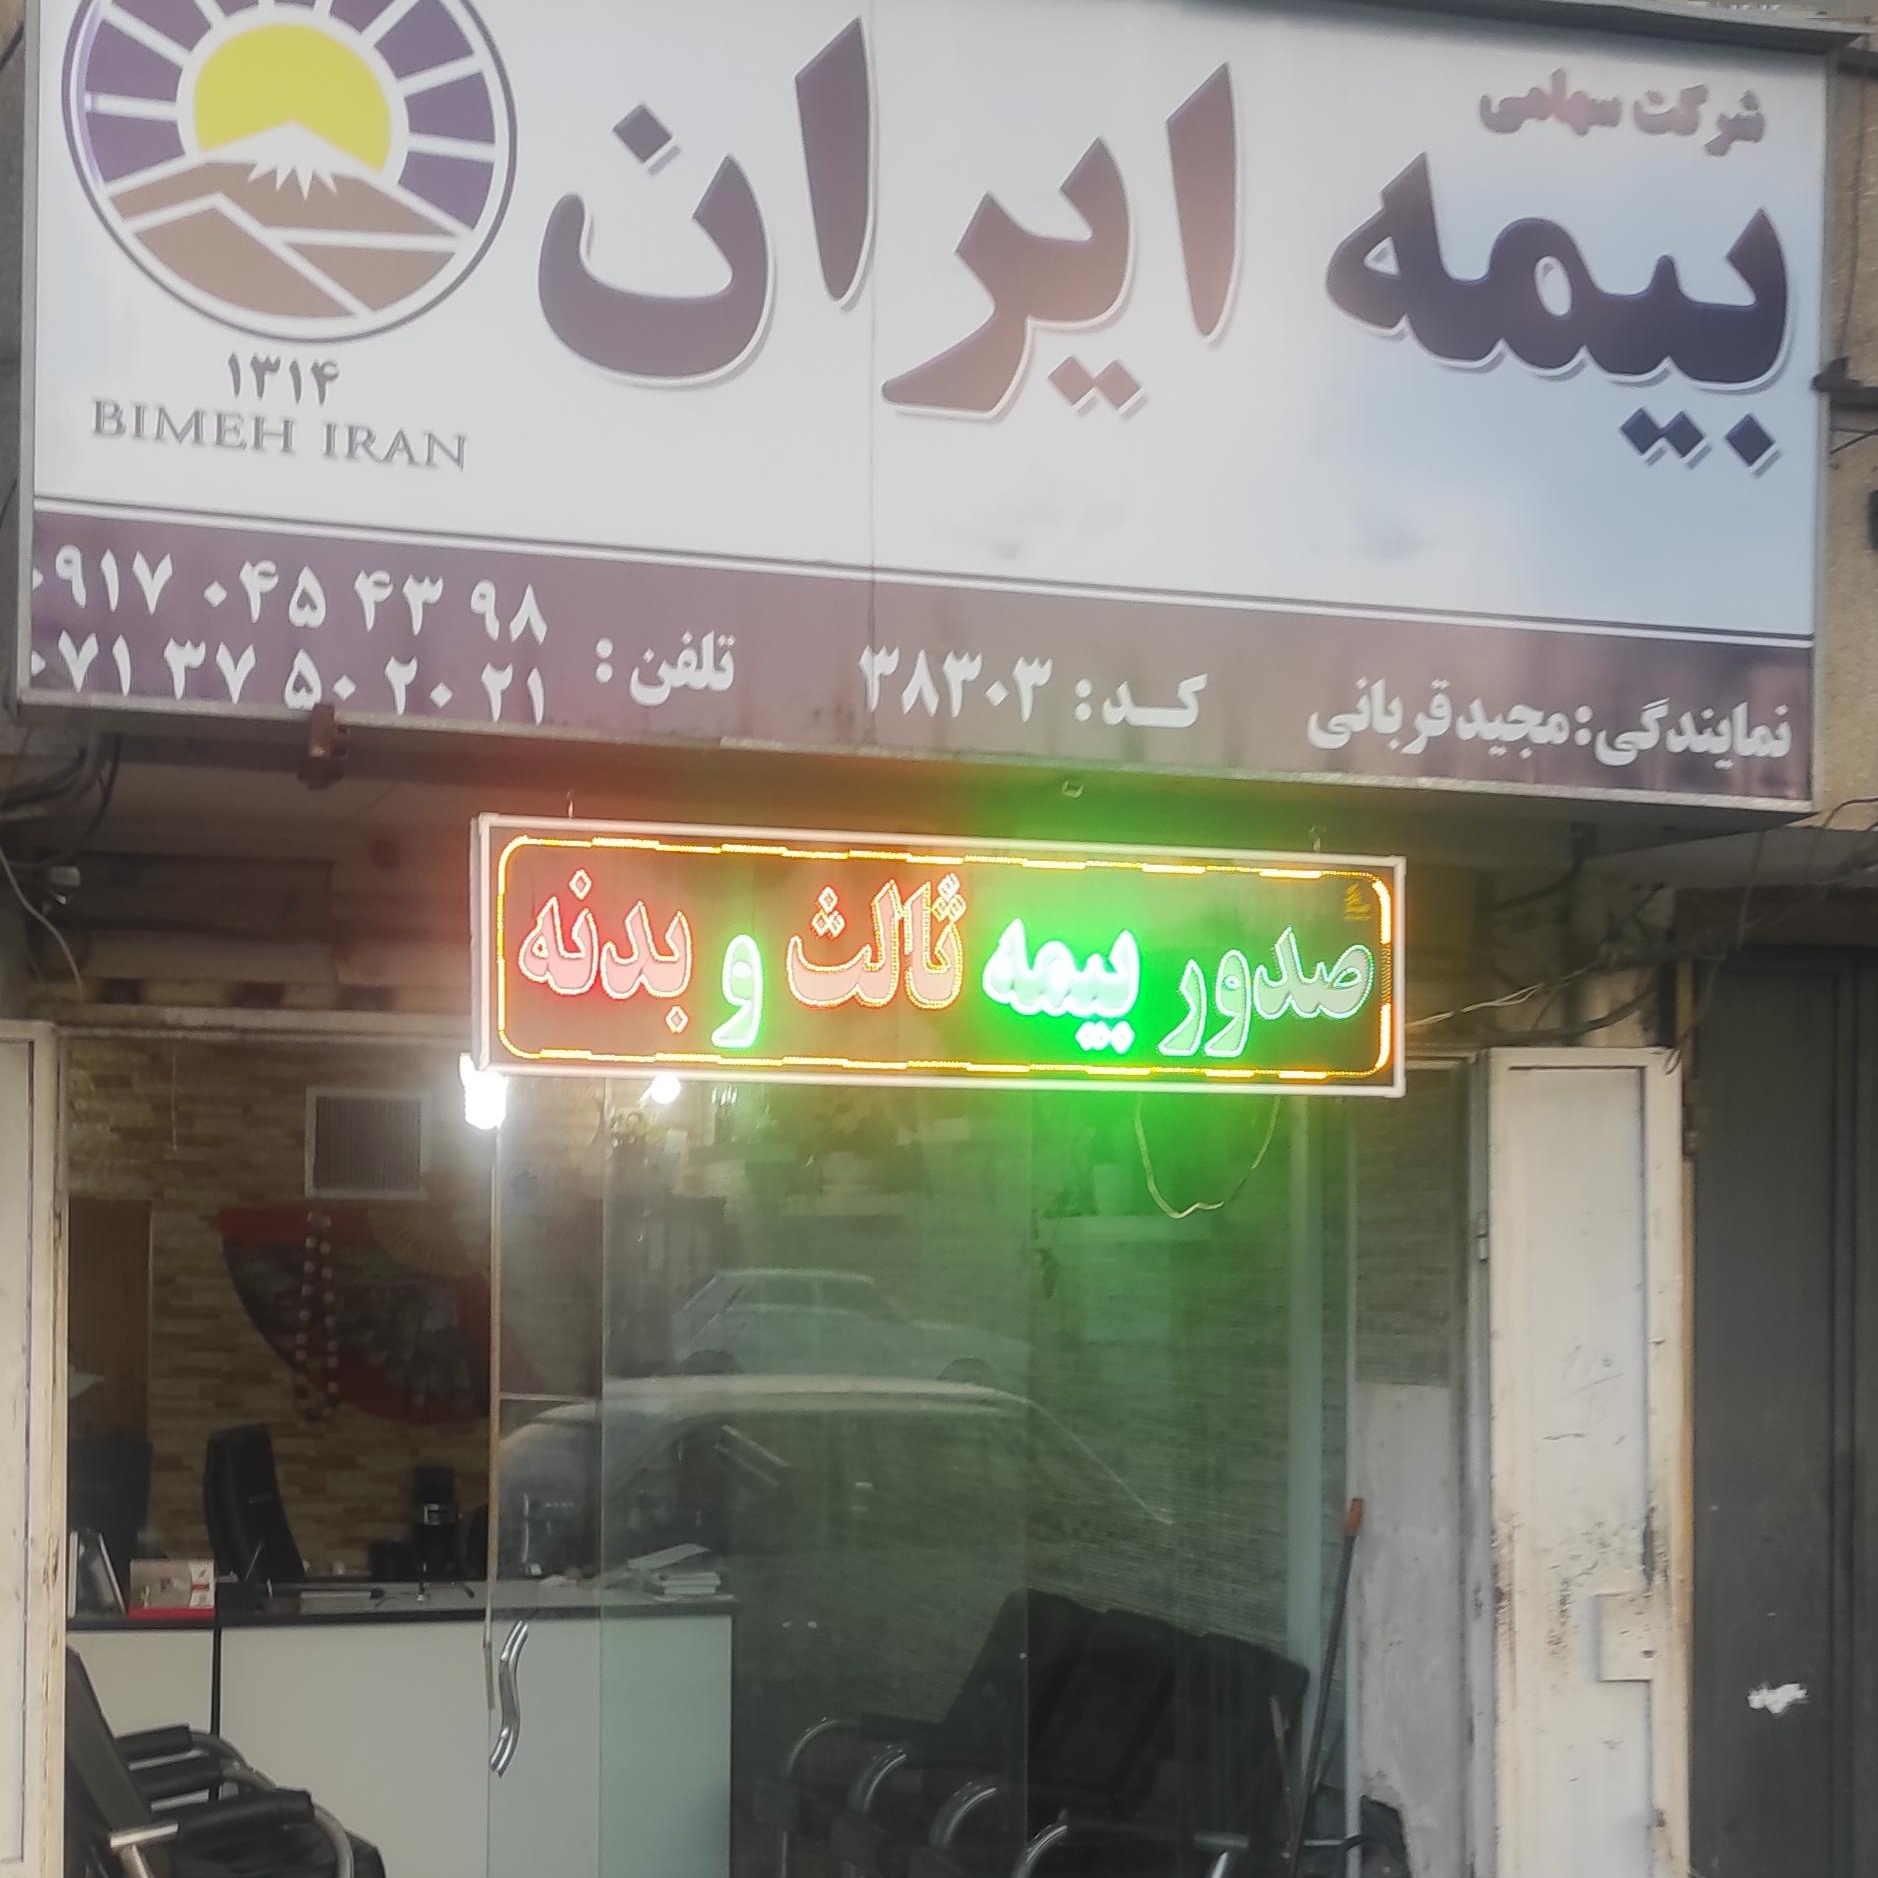 شرکت سهامی
بیمه ایران
۱۳۱۴
BIMEH IRAN
نمایندگی: مجید قربانی کد: ۳۸۳۰۳ تلفن:
۰۹۱۷ ۰۴۵ ۴۳ ۹۸
۰۷۱ ۳۷ ۵۰ ۲۰ ۲۱
صدور بیمه ثالث و بدنه